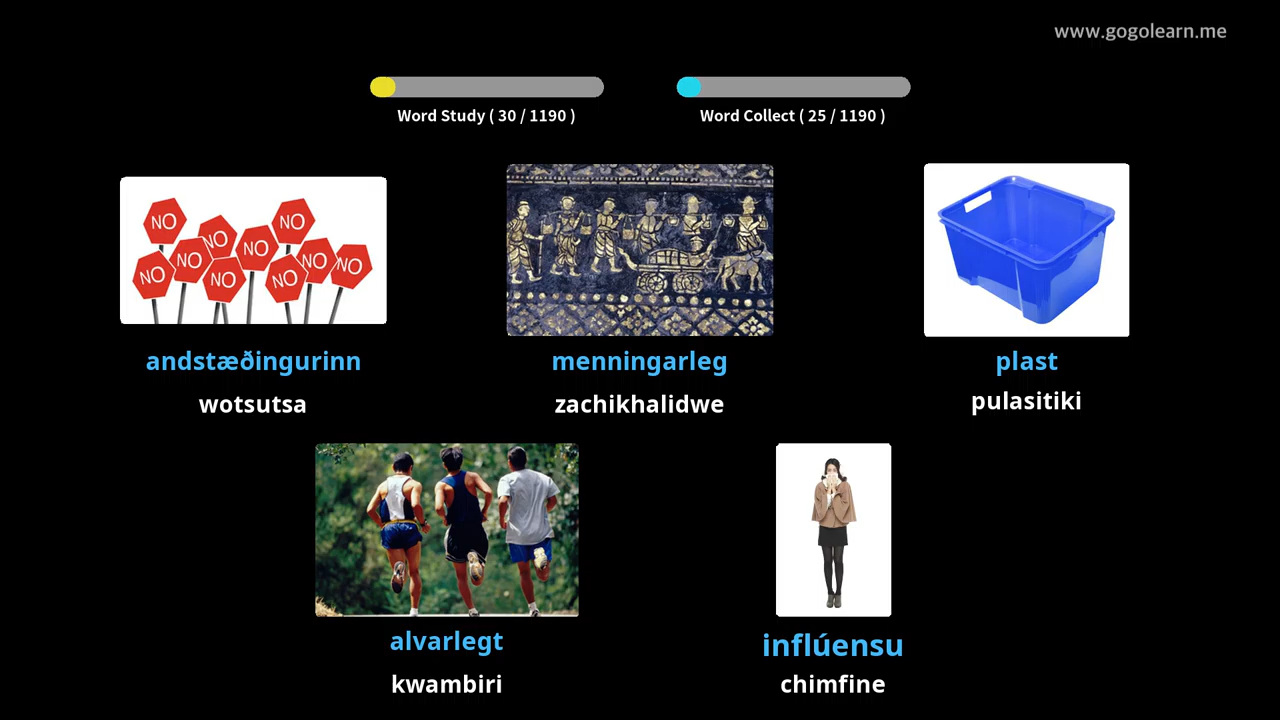 www.gogolearn.me
Word Study ( 30 / 1190 )
Word Collect ( 25 / 1190 )
NO
NO
NO
NO
NO
NO
NO
NO
NO
andstæðingurinn
menningarleg
plast
wotsutsa
zachikhalidwe
pulasitiki
alvarlegt
inflúensu
kwambiri
chimfine